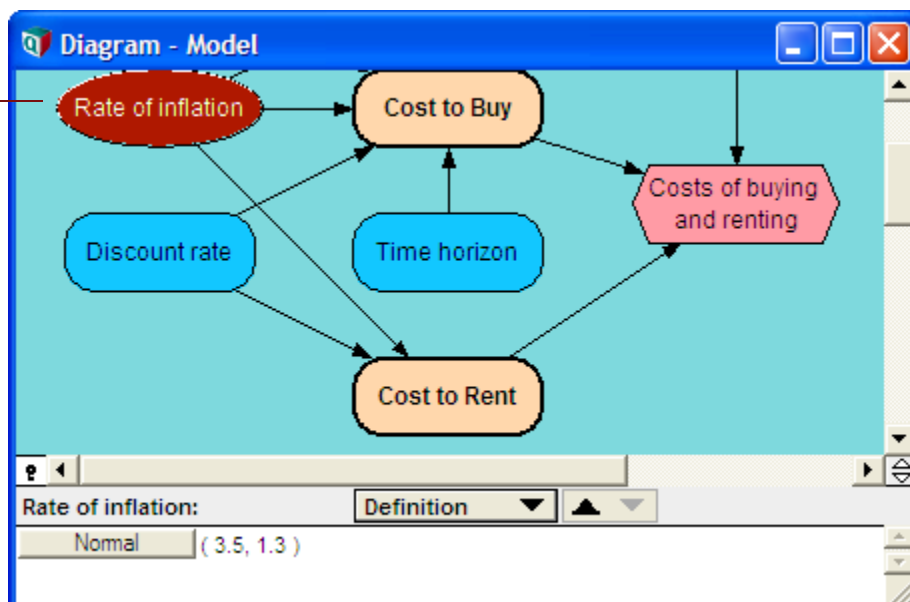 Diagram - Model
Rate of inflation
Cost to Buy
Costs of buying
and renting
Discount rate
Time horizon
Cost to Rent
Rate of inflation:
Definition
Normal
( 3.5, 1.3 )